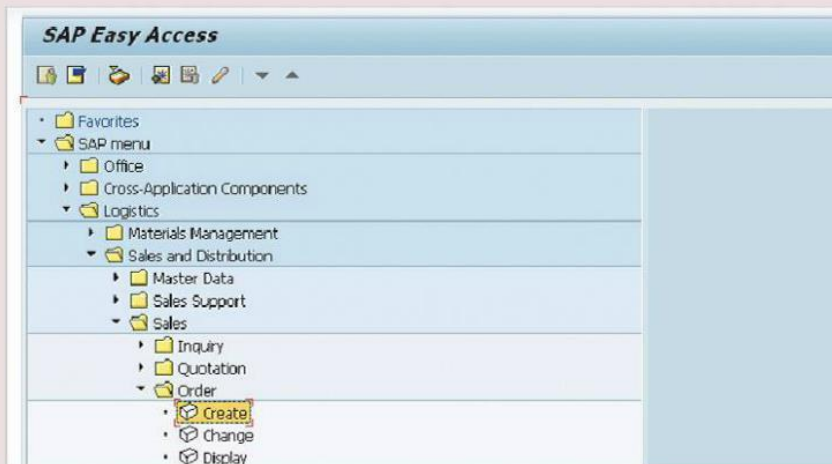 SAP Easy Access
Favorites
SAP menu
Office
Cross-Application Components
Logistics
Materials Management
Sales and Distribution
Master Data
Sales Support
Sales
Inquiry
Quotation
Order
Create
Change
Display